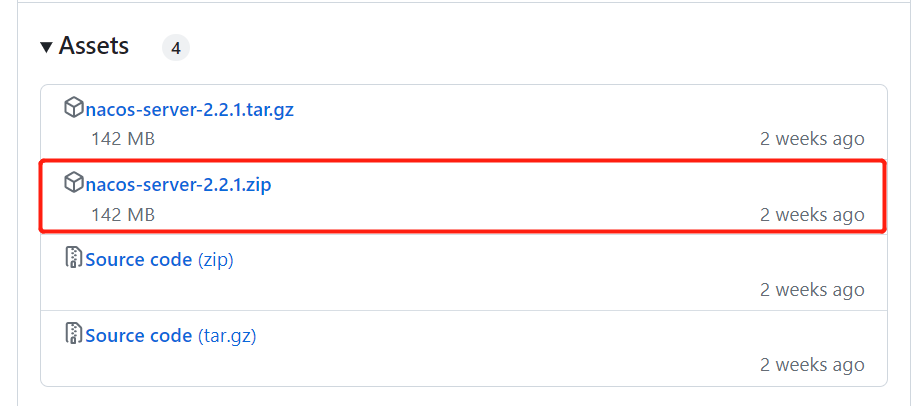 Assets 4
nacos-server-2.2.1.tar.gz
142 MB 2 weeks ago
nacos-server-2.2.1.zip
142 MB 2 weeks ago
Source code (zip)
2 weeks ago
Source code (tar.gz)
2 weeks ago